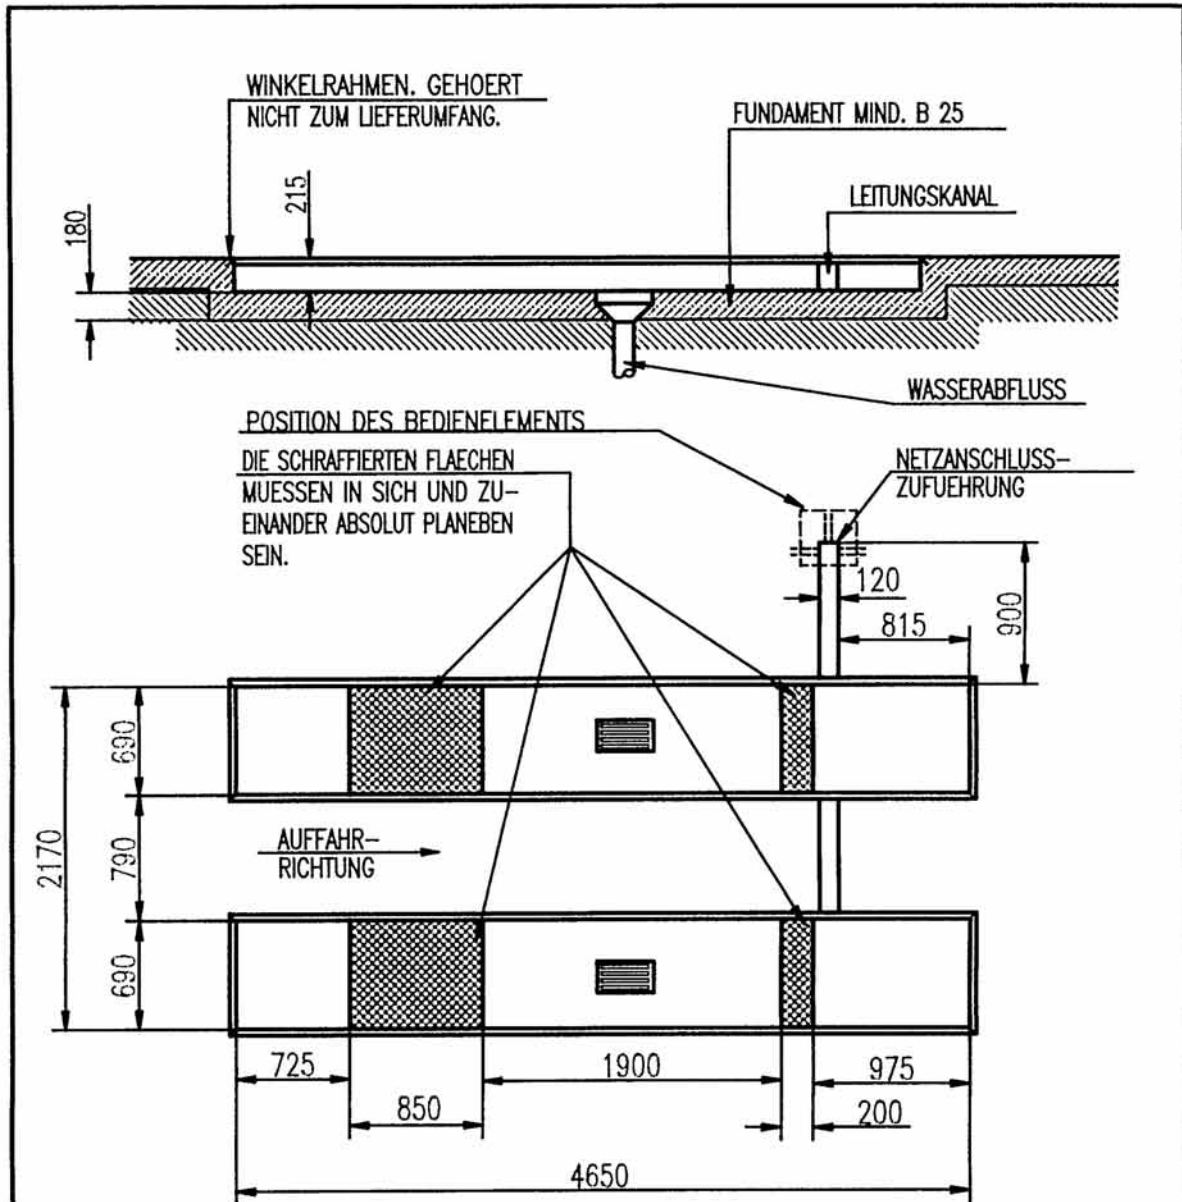 WINKELRAHMEN. GEHOERT
NICHT ZUM LIEFERUMFANG.
FUNDAMENT MIND. B 25
215
LEITUNGSKANAL
180
WASSERABFLUSS
POSITION DES BEDIENELEMENTS
DIE SCHRAFFIERTEN FLAECHEN
MUESSEN IN SICH UND ZU-
EINANDER ABSOLUT PLANEBEN
SEIN.
NETZANSCHLUSS-
ZUFUEHRUNG
120
900
815
690
2170
790
AUFFAHR-
RICHTUNG
690
725
1900
975
850
200
4650